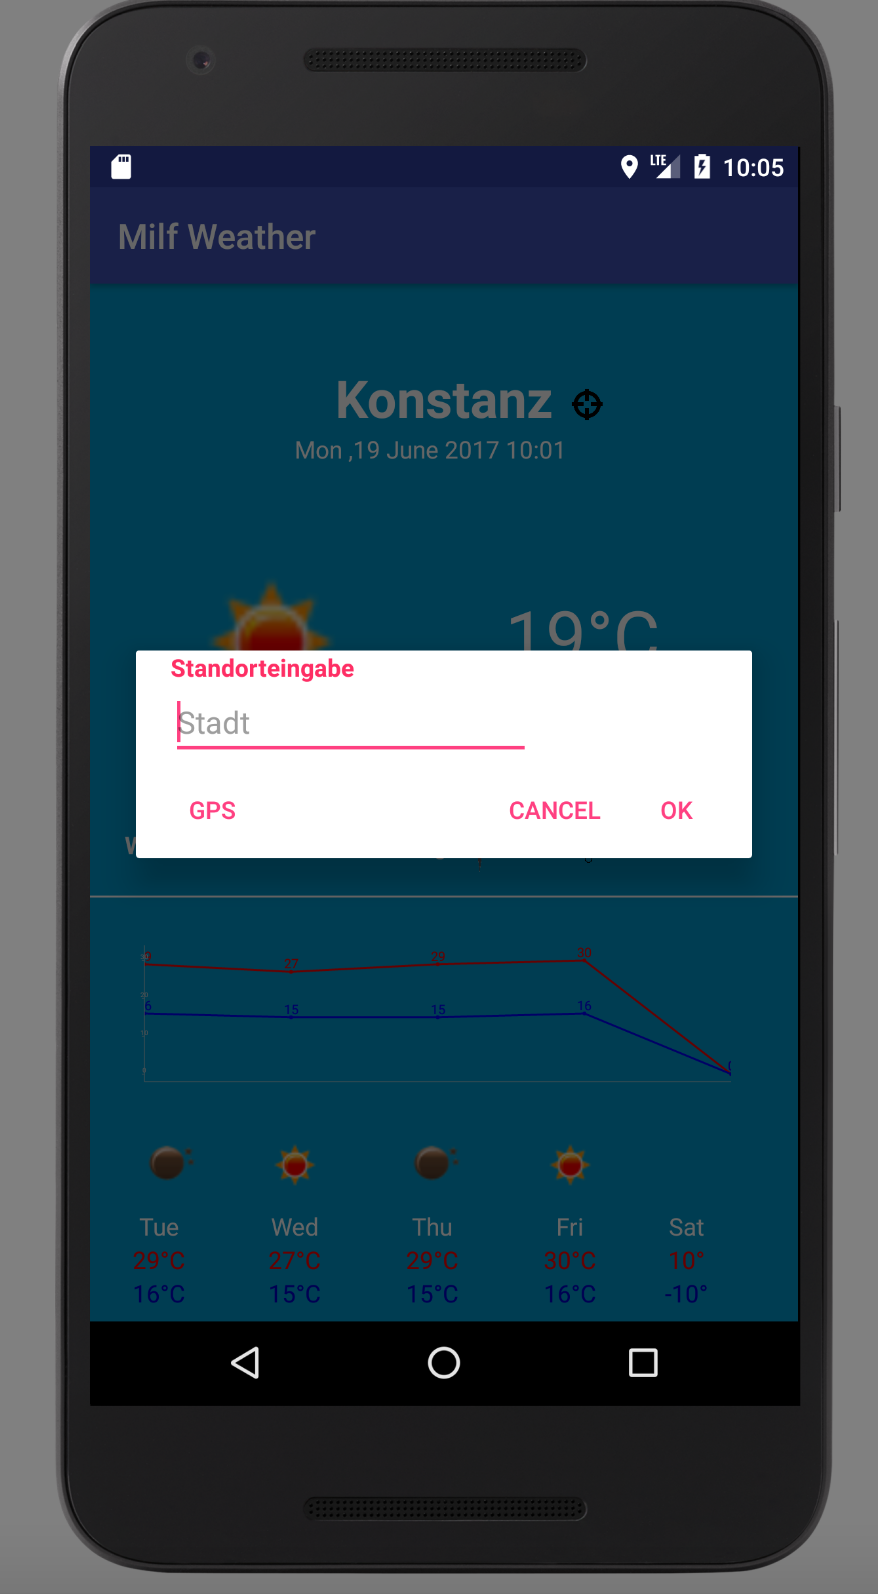 LTE 10:05
Milf Weather
Konstanz
Mon ,19 June 2017 10:01
19°C
Standorteingabe
Stadt
GPS CANCEL OK
27 29 30
6 15 15 16
Tue Wed Thu Fri Sat
29°C 27°C 29°C 30°C 10°
16°C 15°C 15°C 16°C -10°